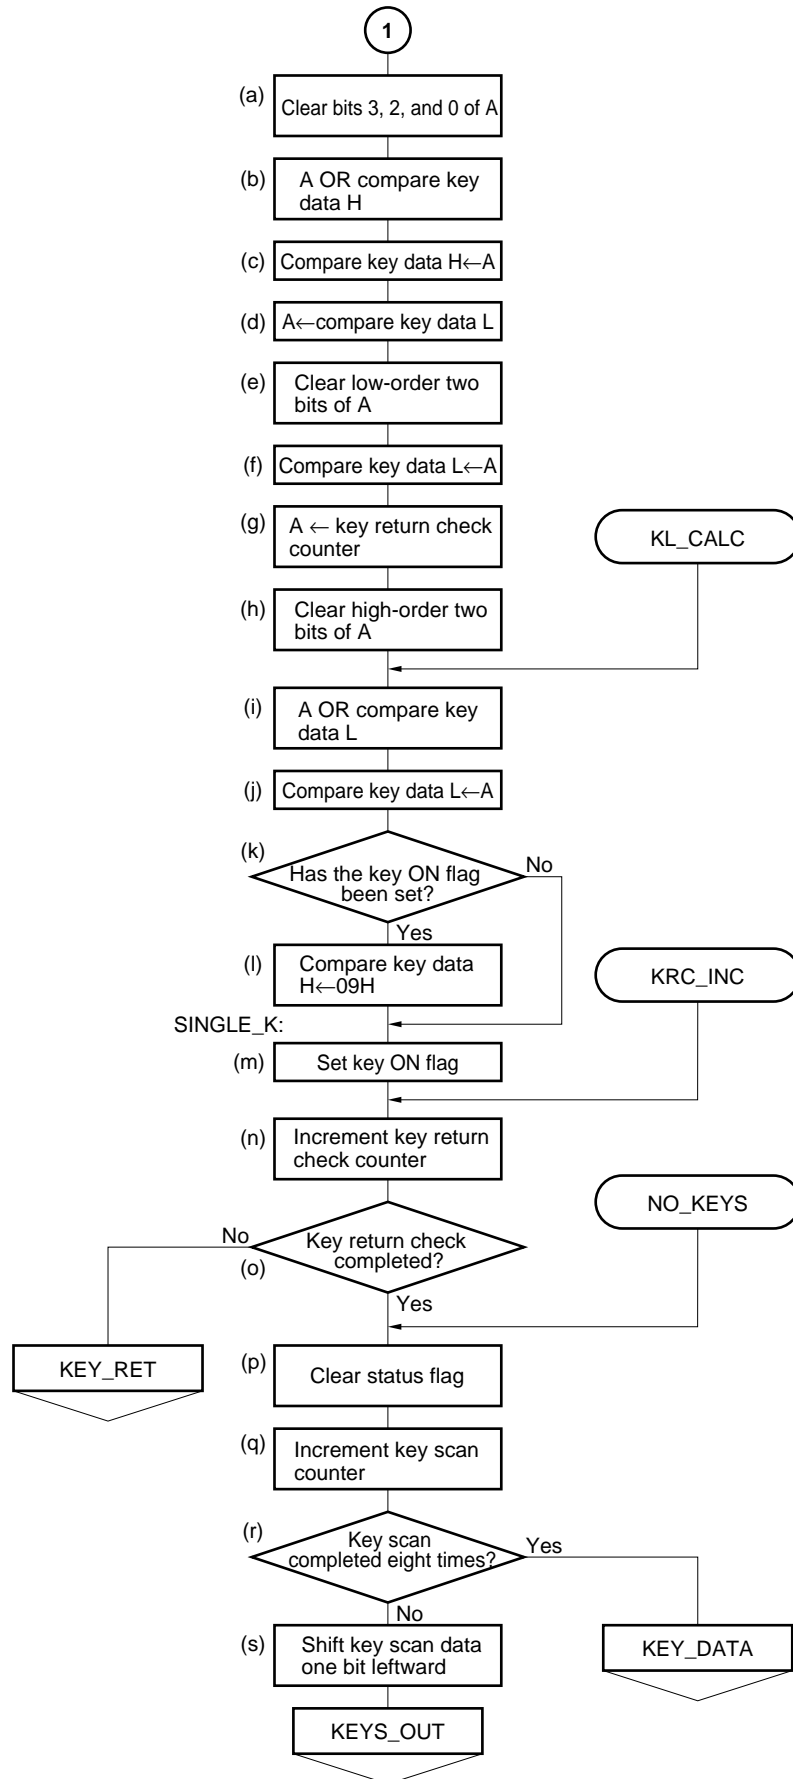 1
(a)
Clear bits 3, 2, and 0 of A
(b)
A OR compare key
data H
(c)
Compare key data H←A
(d)
A←compare key data L
(e)
Clear low-order two
bits of A
(f)
Compare key data L←A
(g)
A ← key return check
counter
KL_CALC
(h)
Clear high-order two
bits of A
(i)
A OR compare key
data L
(j)
Compare key data L←A
(k)
Has the key ON flag
been set?
No
Yes
(l)
Compare key data
H←09H
KRC_INC
SINGLE_K:
(m)
Set key ON flag
(n)
Increment key return
check counter
NO_KEYS
No
Key return check
completed?
(o)
Yes
KEY_RET
(p)
Clear status flag
(q)
Increment key scan
counter
(r)
Key scan
completed eight times?
Yes
No
(s)
Shift key scan data
one bit leftward
KEY_DATA
KEYS_OUT